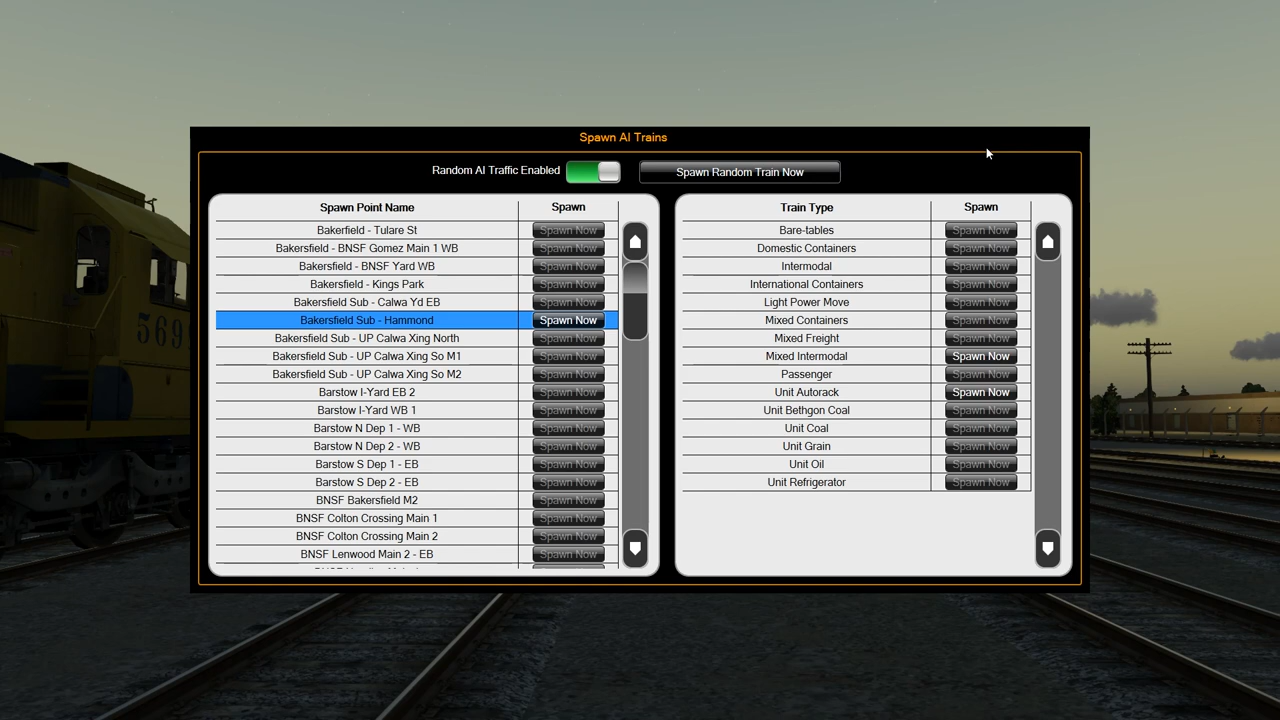 Spawn AI Trains
Random AI Traffic Enabled
Spawn Random Train Now
Spawn Point Name Spawn
Bakerfield - Tulare St Spawn Now
Bakersfield - BNSF Gomez Main 1 WB Spawn Now
Bakersfield - BNSF Yard WB Spawn Now
Bakersfield - Kings Park Spawn Now
Bakersfield Sub - Calwa Yd EB Spawn Now
Bakersfield Sub - Hammond Spawn Now
Bakersfield Sub - UP Calwa Xing North Spawn Now
Bakersfield Sub - UP Calwa Xing So M1 Spawn Now
Bakersfield Sub - UP Calwa Xing So M2 Spawn Now
Barstow I-Yard EB 2 Spawn Now
Barstow I-Yard WB 1 Spawn Now
Barstow N Dep 1 - WB Spawn Now
Barstow N Dep 2 - WB Spawn Now
Barstow S Dep 1 - EB Spawn Now
Barstow S Dep 2 - EB Spawn Now
BNSF Bakersfield M2 Spawn Now
BNSF Colton Crossing Main 1 Spawn Now
BNSF Colton Crossing Main 2 Spawn Now
BNSF Lenwood Main 2 - EB Spawn Now
Train Type Spawn
Bare-tables Spawn Now
Domestic Containers Spawn Now
Intermodal Spawn Now
International Containers Spawn Now
Light Power Move Spawn Now
Mixed Containers Spawn Now
Mixed Freight Spawn Now
Mixed Intermodal Spawn Now
Passenger Spawn Now
Unit Autorack Spawn Now
Unit Bethgon Coal Spawn Now
Unit Coal Spawn Now
Unit Grain Spawn Now
Unit Oil Spawn Now
Unit Refrigerator Spawn Now